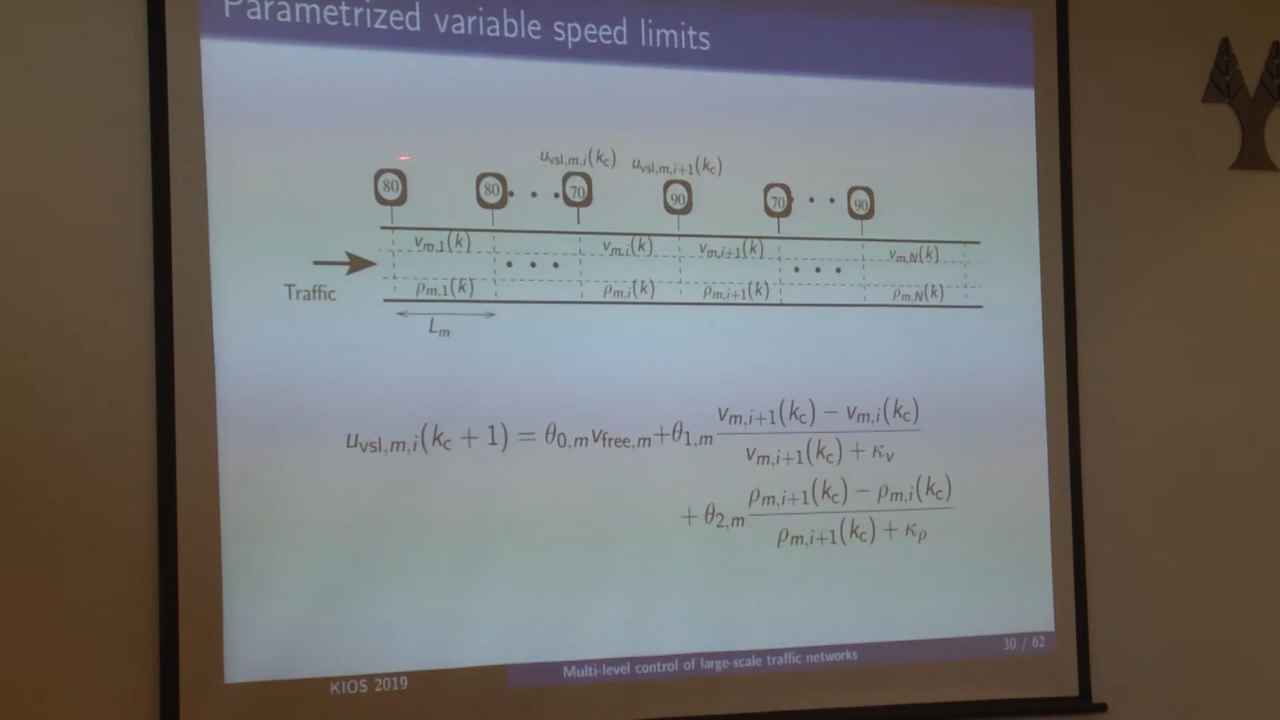 Parametrized variable speed limits
u_vsl,m,i(k_c) u_vsl,m,i+1(k_c)
80 80 70 90 70 90
v_m,1(k) v_m,i(k) v_m,i+1(k) v_m,N(k)
Traffic
ρ_m,1(k) ρ_m,i(k) ρ_m,i+1(k) ρ_m,N(k)
L_m
u_vsl,m,i(k_c + 1) = θ_0,m v_free,m + θ_1,m (v_m,i+1(k_c) − v_m,i(k_c)) / (v_m,i+1(k_c) + κ_v)
+ θ_2,m (ρ_m,i+1(k_c) − ρ_m,i(k_c)) / (ρ_m,i+1(k_c) + κ_ρ)
30 / 62
KIOS 2019 Multi-level control of large-scale traffic networks